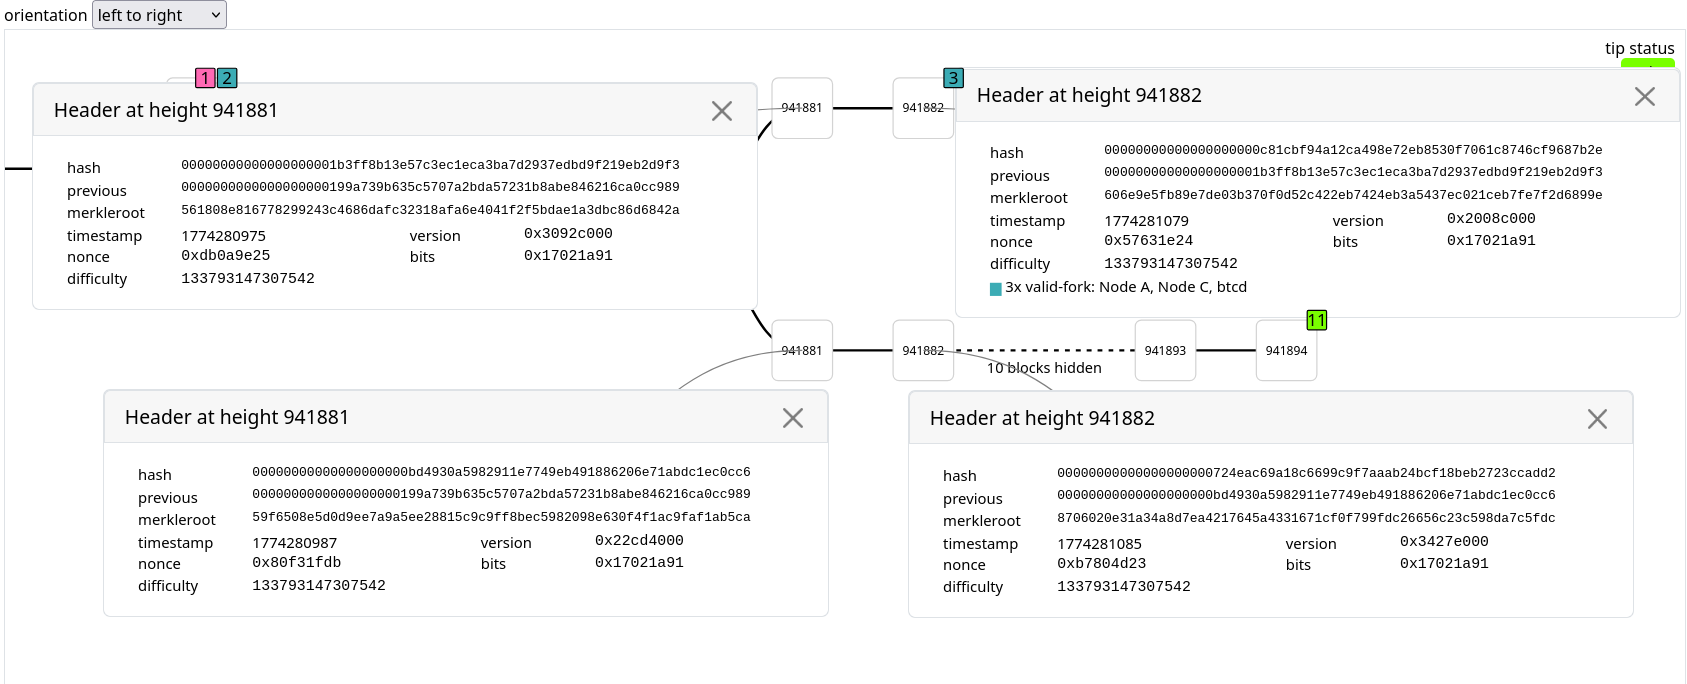 orientation left to right
tip status
1 2
941881 941882 3
Header at height 941881
hash 00000000000000000001b3ff8b13e57c3ec1eca3ba7d2937edbd9f219eb2d9f3
previous 0000000000000000000199a739b635c5707a2bda57231b8abe846216ca0cc989
merkleroot 561808e816778299243c4686dafc32318afa6e4041f2f5bdae1a3dbc86d6842a
timestamp 1774280975 version 0x3092c000
nonce 0xdb0a9e25 bits 0x17021a91
difficulty 133793147307542
Header at height 941882
hash 00000000000000000000c81cbf94a12ca498e72eb8530f7061c8746cf9687b2e
previous 00000000000000000001b3ff8b13e57c3ec1eca3ba7d2937edbd9f219eb2d9f3
merkleroot 606e9e5fb89e7de03b370f0d52c422eb7424eb3a5437ec021ceb7fe7f2d6899e
timestamp 1774281079 version 0x2008c000
nonce 0x57631e24 bits 0x17021a91
difficulty 133793147307542
3x valid-fork: Node A, Node C, btcd
11
941881 941882 941893 941894
10 blocks hidden
Header at height 941881
hash 00000000000000000000bd4930a5982911e7749eb491886206e71abdc1ec0cc6
previous 0000000000000000000199a739b635c5707a2bda57231b8abe846216ca0cc989
merkleroot 59f6508e5d0d9ee7a9a5ee28815c9c9ff8bec5982098e630f4f1ac9faf1ab5ca
timestamp 1774280987 version 0x22cd4000
nonce 0x80f31fdb bits 0x17021a91
difficulty 133793147307542
Header at height 941882
hash 00000000000000000000724eac69a18c6699c9f7aaab24bcf18beb2723ccadd2
previous 00000000000000000000bd4930a5982911e7749eb491886206e71abdc1ec0cc6
merkleroot 8706020e31a34a8d7ea4217645a4331671cf0f799fdc26656c23c598da7c5fdc
timestamp 1774281085 version 0x3427e000
nonce 0xb7804d23 bits 0x17021a91
difficulty 133793147307542